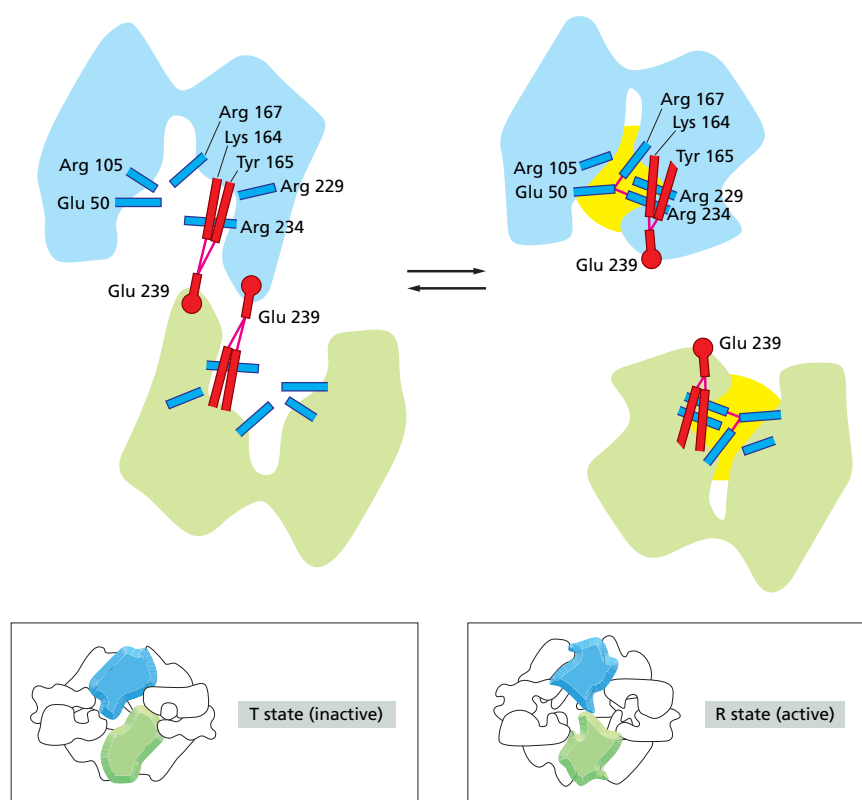 Arg 167
Lys 164
Tyr 165
Arg 105
Arg 229
Glu 50
Arg 234
Glu 239
Glu 239
Arg 167
Lys 164
Tyr 165
Arg 105
Glu 50
Arg 229
Arg 234
Glu 239
Glu 239
T state (inactive)
R state (active)